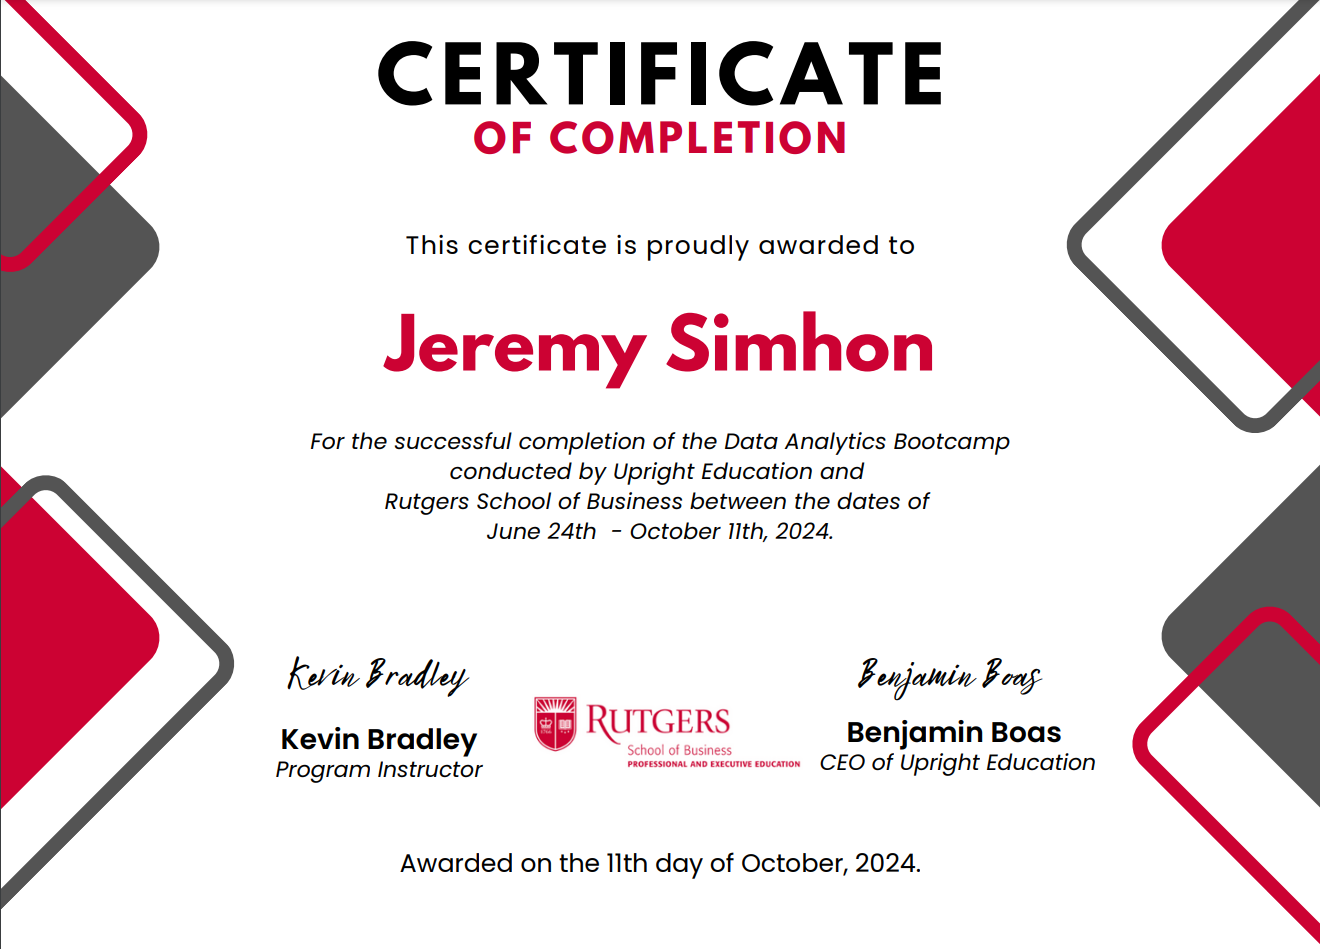 CERTIFICATE
OF COMPLETION
This certificate is proudly awarded to
Jeremy Simhon
For the successful completion of the Data Analytics Bootcamp
conducted by Upright Education and
Rutgers School of Business between the dates of
June 24th - October 11th, 2024.
Kevin Bradley
Kevin Bradley
Program Instructor
RUTGERS
School of Business
PROFESSIONAL AND EXECUTIVE EDUCATION
Benjamin Boas
Benjamin Boas
CEO of Upright Education
Awarded on the 11th day of October, 2024.